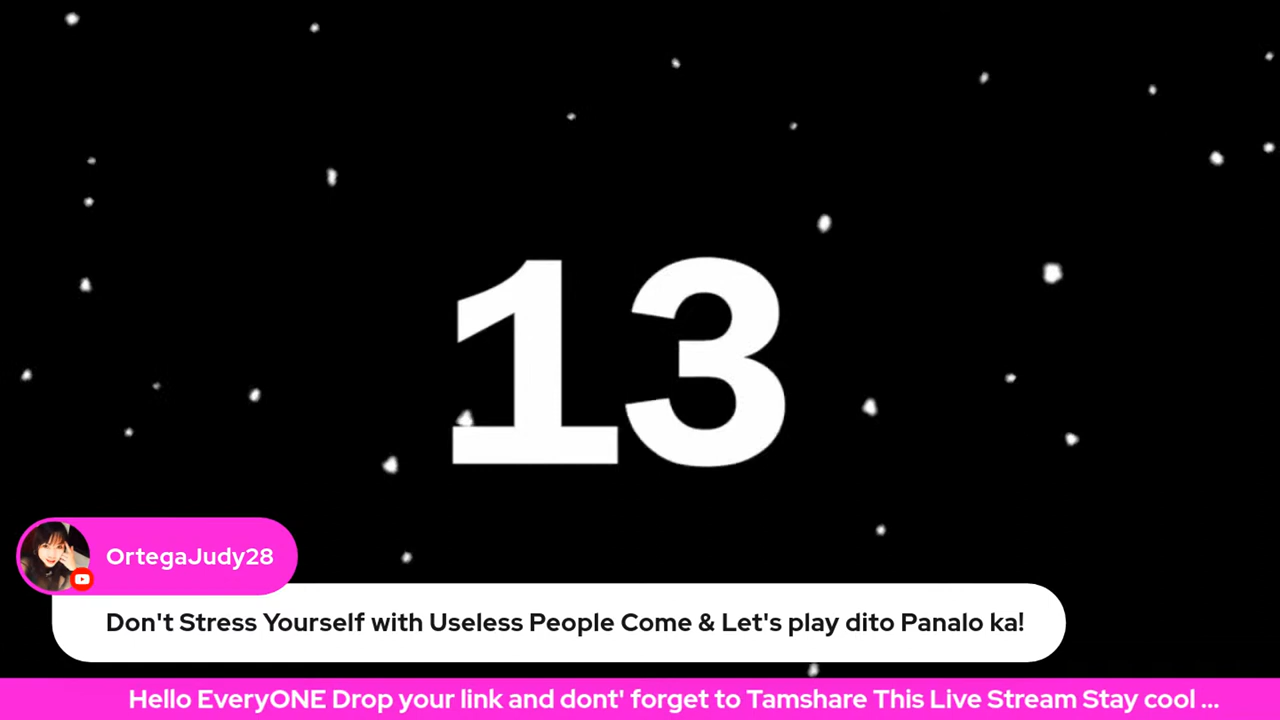 13
OrtegaJudy28
Don't Stress Yourself with Useless People Come & Let's play dito Panalo ka!
Hello EveryONE Drop your link and dont' forget to Tamshare This Live Stream Stay cool ...